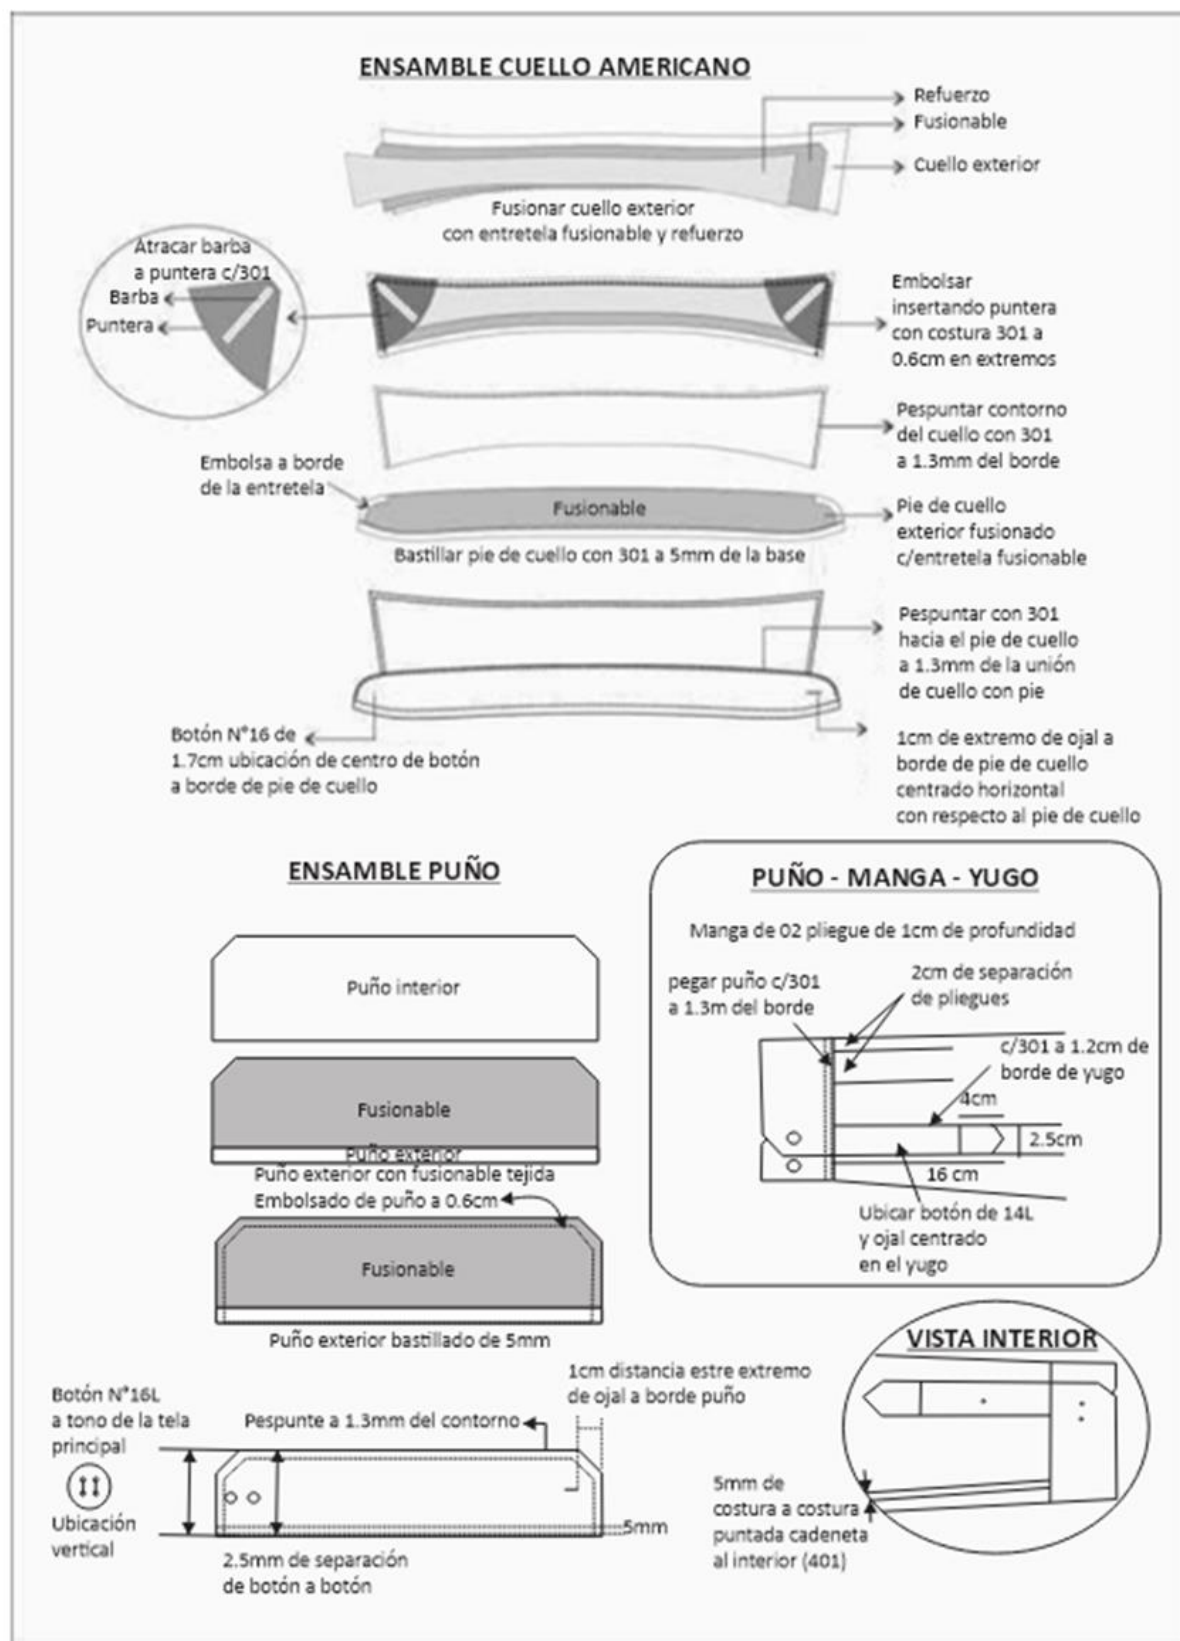 ENSAMBLE CUELLO AMERICANO
Refuerzo
Fusionable
Cuello exterior
Fusionar cuello exterior
con entretela fusionable y refuerzo
Atracar barba
a puntera c/301
Barba
Puntera
Embolsar
insertando puntera
con costura 301 a
0.6cm en extremos
Pespuntar contorno
del cuello con 301
a 1.3mm del borde
Embolsa a borde
de la entretela
Fusionable
Pie de cuello
exterior fusionado
c/entretela fusionable
Bastillar pie de cuello con 301 a 5mm de la base
Pespuntar con 301
hacia el pie de cuello
a 1.3mm de la unión
de cuello con pie
Botón N°16 de
1.7cm ubicación de centro de botón
a borde de pie de cuello
1cm de extremo de ojal a
borde de pie de cuello
centrado horizontal
con respecto al pie de cuello
ENSAMBLE PUÑO
Puño interior
Fusionable
Puño exterior
Puño exterior con fusionable tejida
Embolsado de puño a 0.6cm
Fusionable
Puño exterior bastillado de 5mm
PUÑO - MANGA - YUGO
Manga de 02 pliegue de 1cm de profundidad
pegar puño c/301
a 1.3m del borde
2cm de separación
de pliegues
c/301 a 1.2cm de
borde de yugo
4cm
2.5cm
16 cm
Ubicar botón de 14L
y ojal centrado
en el yugo
VISTA INTERIOR
5mm de
costura a costura
puntada cadeneta
al interior (401)
1cm distancia estre extremo
de ojal a borde puño
Botón N°16L
a tono de la tela
principal
Pespunte a 1.3mm del contorno
Ubicación
vertical
5mm
2.5mm de separación
de botón a botón